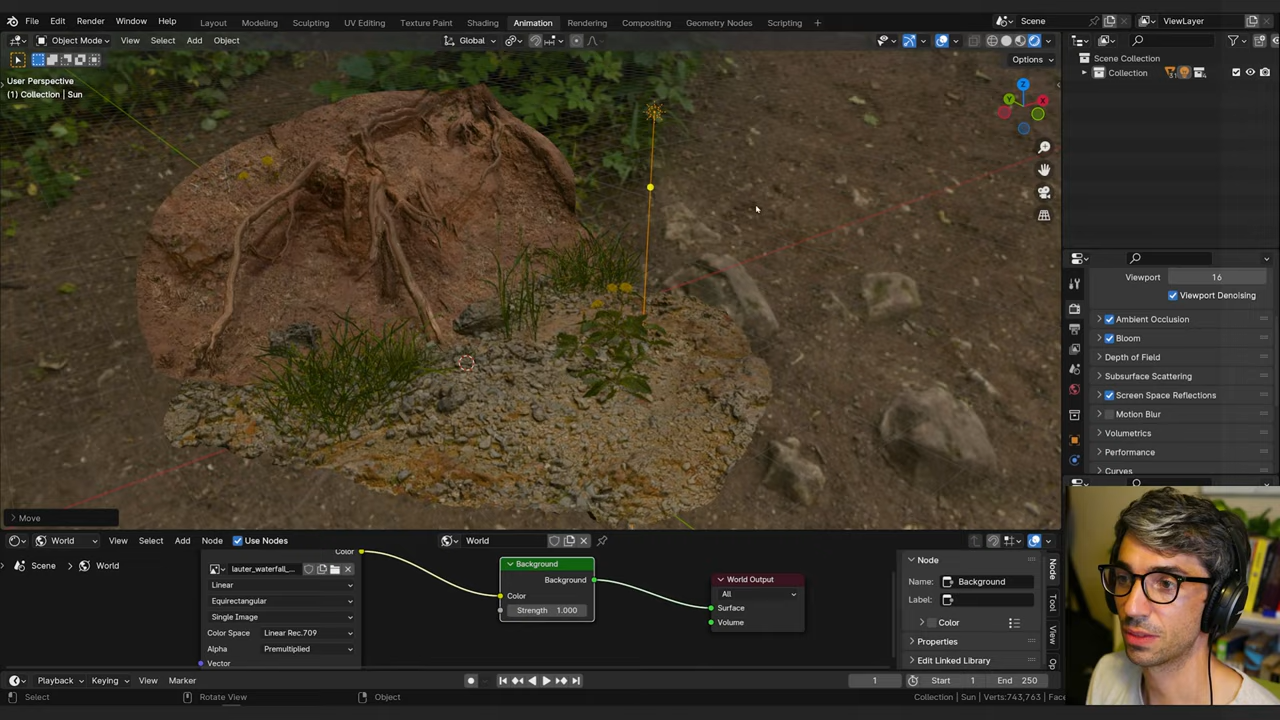 File Edit Render Window Help Layout Modeling Sculpting UV Editing Texture Paint Shading Animation Rendering Compositing Geometry Nodes Scripting + Scene ViewLayer
Object Mode View Select Add Object Global
Options
User Perspective
(1) Collection | Sun
Scene Collection
Collection
Z
Y
X
Viewport 16
Viewport Denoising
Ambient Occlusion
Bloom
Depth of Field
Subsurface Scattering
Screen Space Reflections
Motion Blur
Volumetrics
Performance
Curves
Move
World View Select Add Node Use Nodes World
Scene World
Color
lauter_waterfall_...
Linear
Equirectangular
Single Image
Color Space Linear Rec.709
Alpha Premultiplied
Vector
Background
Background
Color
Strength 1.000
World Output
All
Surface
Volume
Node
Name: Background
Label:
Color
Properties
Edit Linked Library
Node
Tool
View
Op
Playback Keying View Marker 1 Start 1 End 250
Select Rotate View Object Collection | Sun | Verts:743,763 | Face